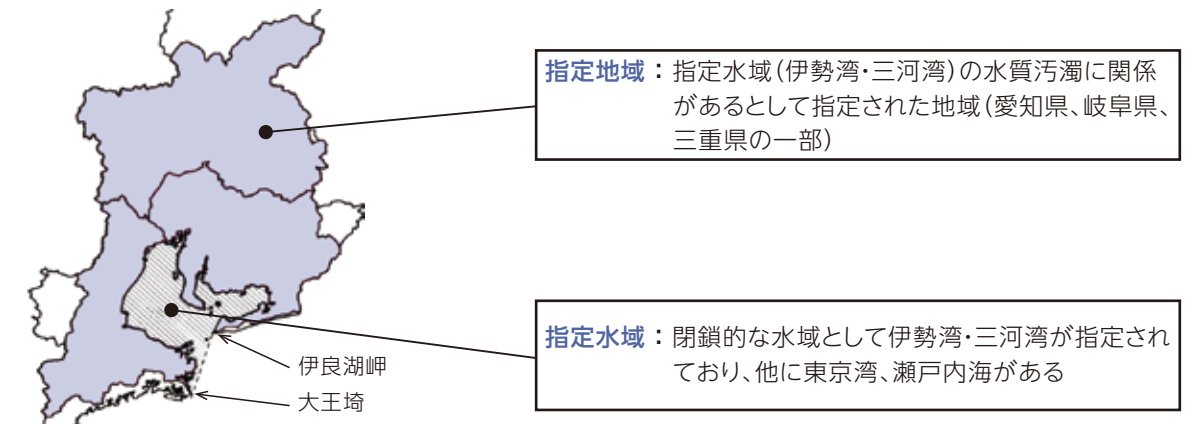 指定地域：指定水域(伊勢湾・三河湾)の水質汚濁に関係
があるとして指定された地域(愛知県、岐阜県、
三重県の一部)
指定水域：閉鎖的な水域として伊勢湾・三河湾が指定され
ており、他に東京湾、瀬戸内海がある
伊良湖岬
大王埼